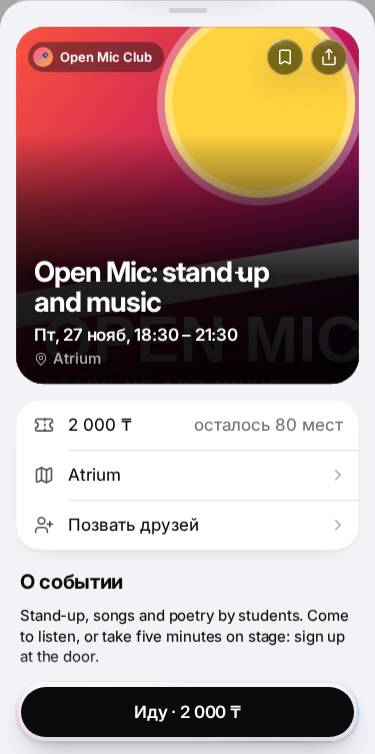 Open Mic Club
Open Mic: stand-up
and music
Пт, 27 нояб, 18:30 – 21:30
Atrium
OPEN MIC
2 000 ₸
осталось 80 мест
Atrium
Позвать друзей
О событии
Stand-up, songs and poetry by students. Come
to listen, or take five minutes on stage: sign up
at the door.
Иду · 2 000 ₸